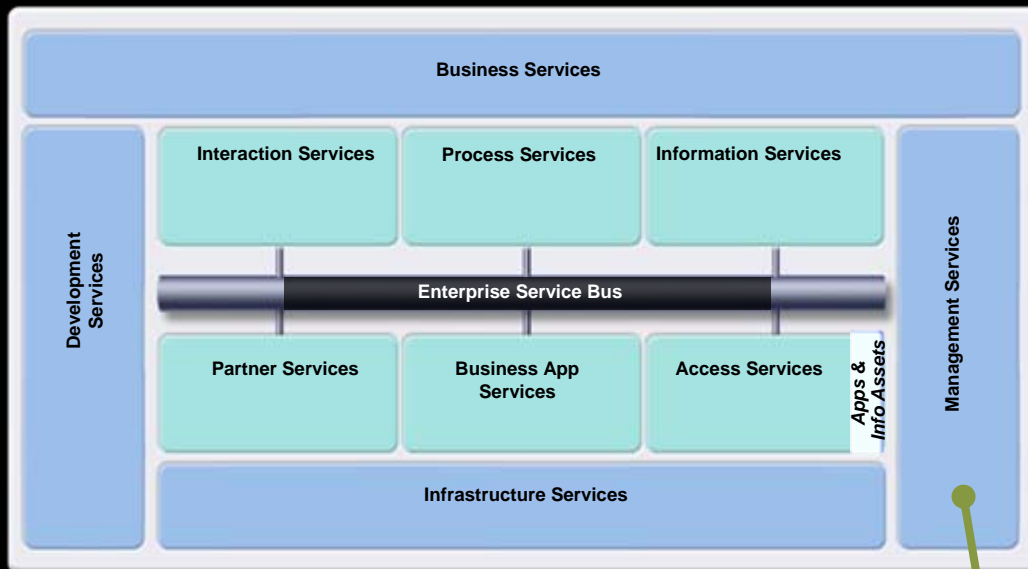 Business Services
Development
Services
Interaction Services
Process Services
Information Services
Management Services
Enterprise Service Bus
Partner Services
Business App
Services
Access Services
Apps &
Info Assets
Infrastructure Services